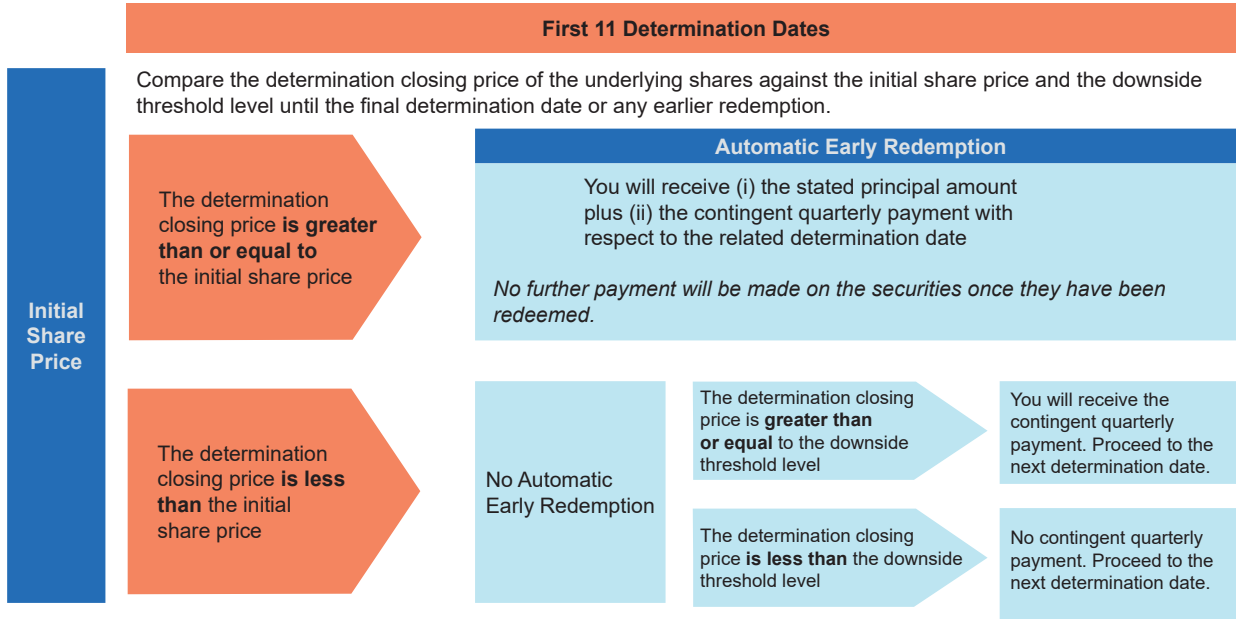 First 11 Determination Dates
Compare the determination closing price of the underlying shares against the initial share price and the downside
threshold level until the final determination date or any earlier redemption.
Initial
Share
Price
The determination
closing price is greater
than or equal to
the initial share price
Automatic Early Redemption
You will receive (i) the stated principal amount
plus (ii) the contingent quarterly payment with
respect to the related determination date
No further payment will be made on the securities once they have been
redeemed.
The determination
closing price is less
than the initial
share price
No Automatic
Early Redemption
The determination closing
price is greater than
or equal to the downside
threshold level
You will receive the
contingent quarterly
payment. Proceed to the
next determination date.
The determination closing
price is less than the downside
threshold level
No contingent quarterly
payment. Proceed to the
next determination date.